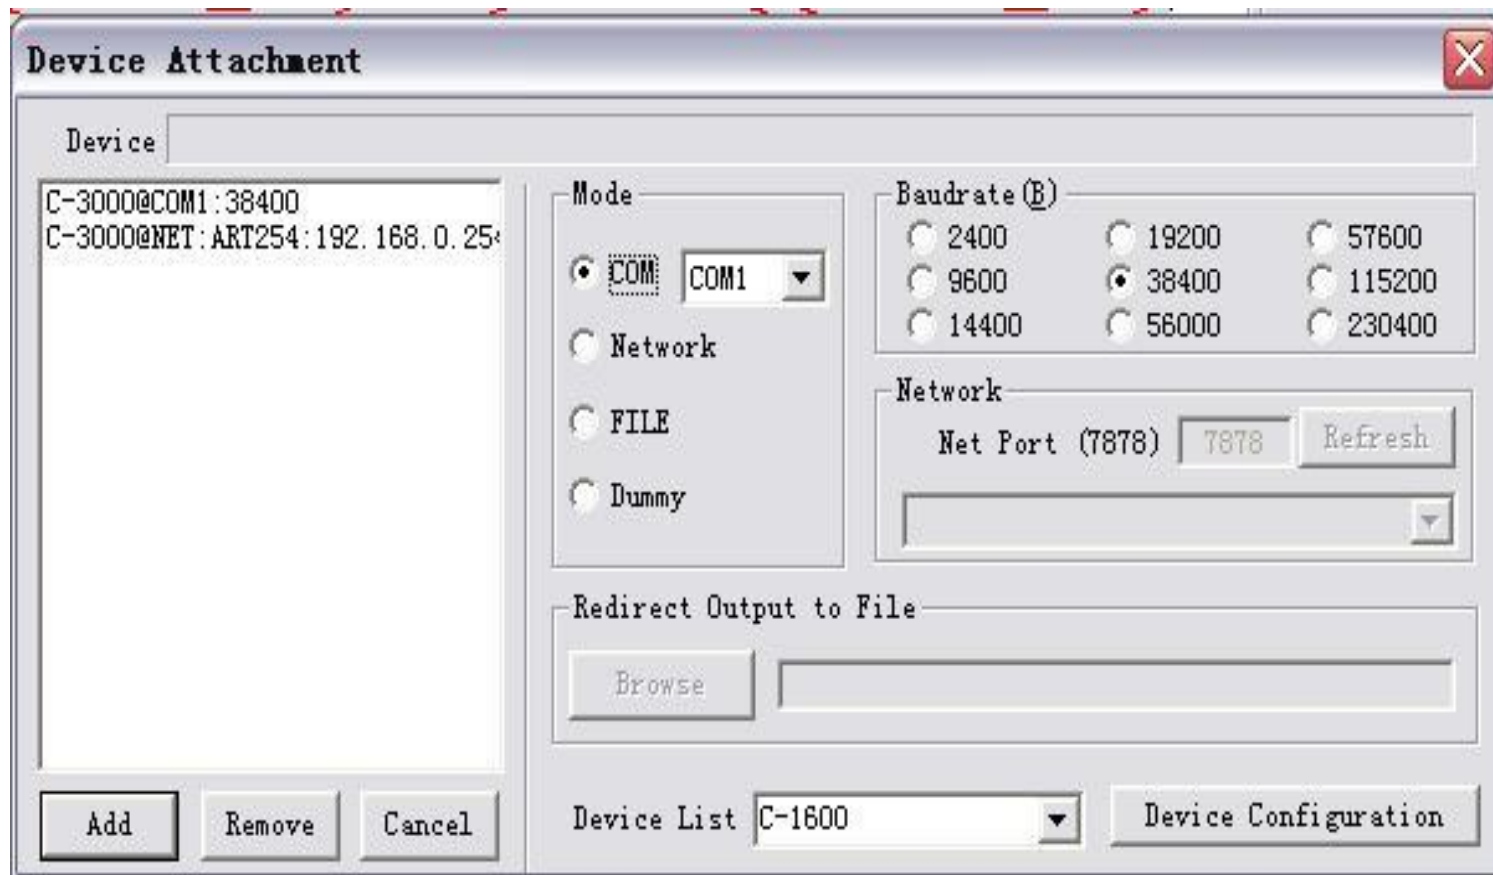 Device Attachment
Device
C-3000@COM1:38400
C-3000@NET:ART254:192.168.0.254
Mode
COM COM1
Network
FILE
Dummy
Baudrate(B)
2400 19200 57600
9600 38400 115200
14400 56000 230400
Network
Net Port (7878) 7878 Refresh
Redirect Output to File
Browse
Device List C-1600 Device Configuration
Add Remove Cancel